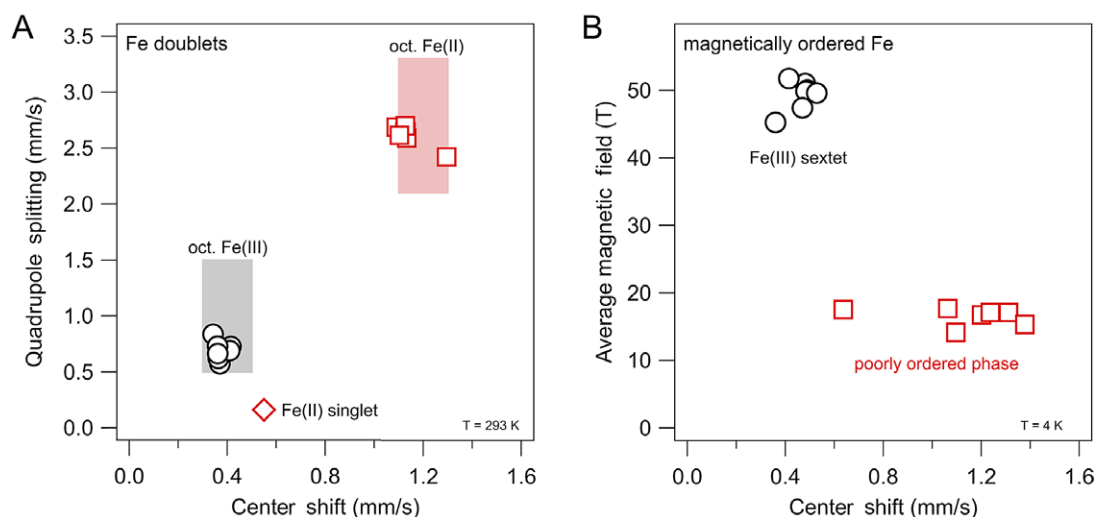 A
Fe doublets
oct. Fe(II)
oct. Fe(III)
Fe(II) singlet
T = 293 K
Quadrupole splitting (mm/s)
3.5
3.0
2.5
2.0
1.5
1.0
0.5
0.0
0.0 0.4 0.8 1.2 1.6
Center shift (mm/s)
B
magnetically ordered Fe
Fe(III) sextet
poorly ordered phase
T = 4 K
Average magnetic field (T)
50
40
30
20
10
0
0.0 0.4 0.8 1.2 1.6
Center shift (mm/s)